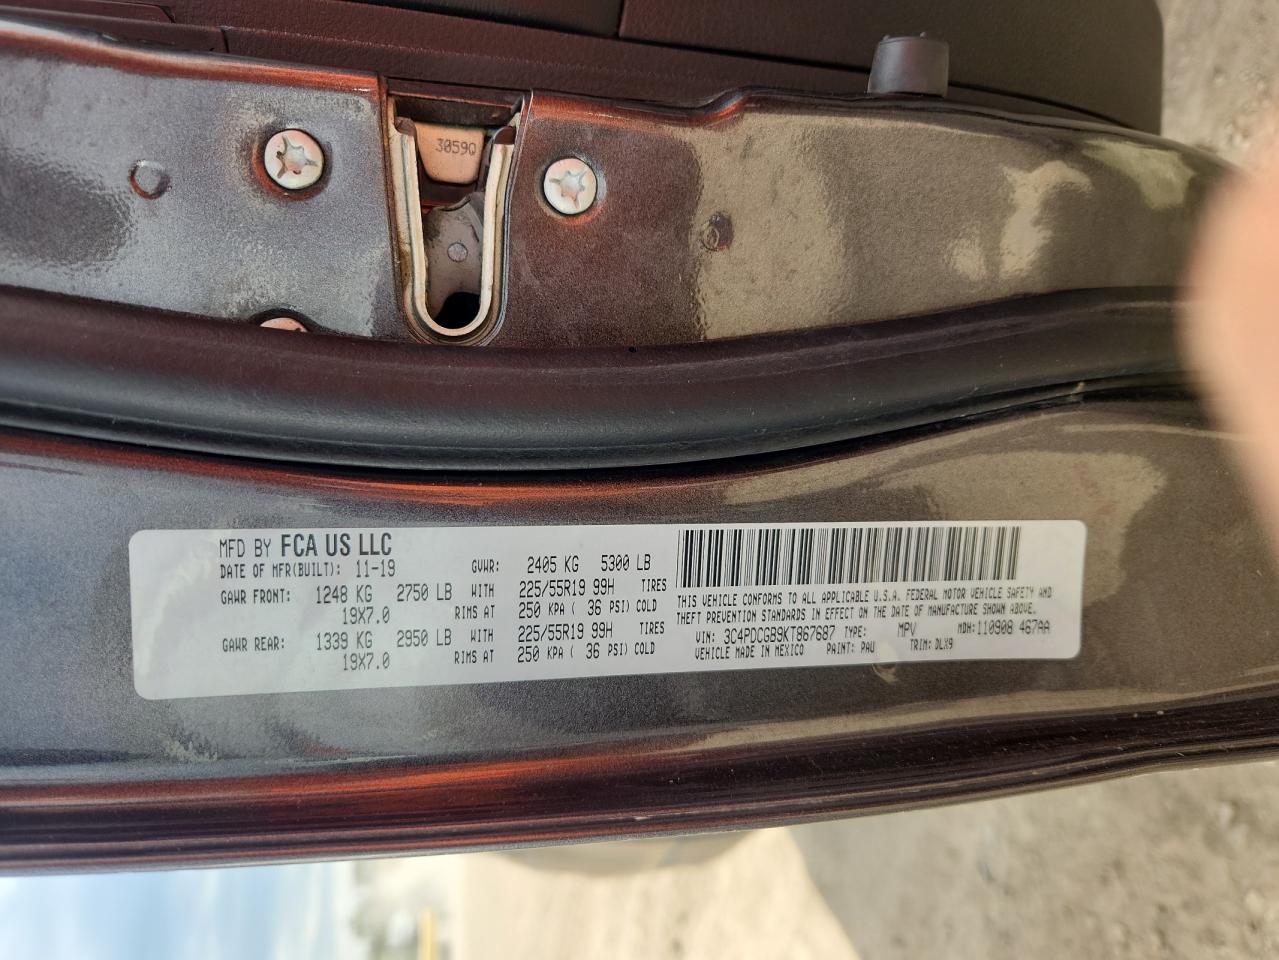 3059Q
MFD BY FCA US LLC
DATE OF MFR(BUILT): 11-19 GVWR: 2405 KG 5300 LB
GAWR FRONT: 1248 KG 2750 LB WITH 225/55R19 99H TIRES
19X7.0 RIMS AT 250 KPA ( 36 PSI) COLD
GAWR REAR: 1339 KG 2950 LB WITH 225/55R19 99H TIRES
19X7.0 RIMS AT 250 KPA ( 36 PSI) COLD
THIS VEHICLE CONFORMS TO ALL APPLICABLE U.S.A. FEDERAL MOTOR VEHICLE SAFETY AND
THEFT PREVENTION STANDARDS IN EFFECT ON THE DATE OF MANUFACTURE SHOWN ABOVE.
VIN: 3C4PDCGB9KT867687 TYPE: MPV MDH: 110908 467AA
VEHICLE MADE IN MEXICO PAINT: PAU TRIM: DLX9